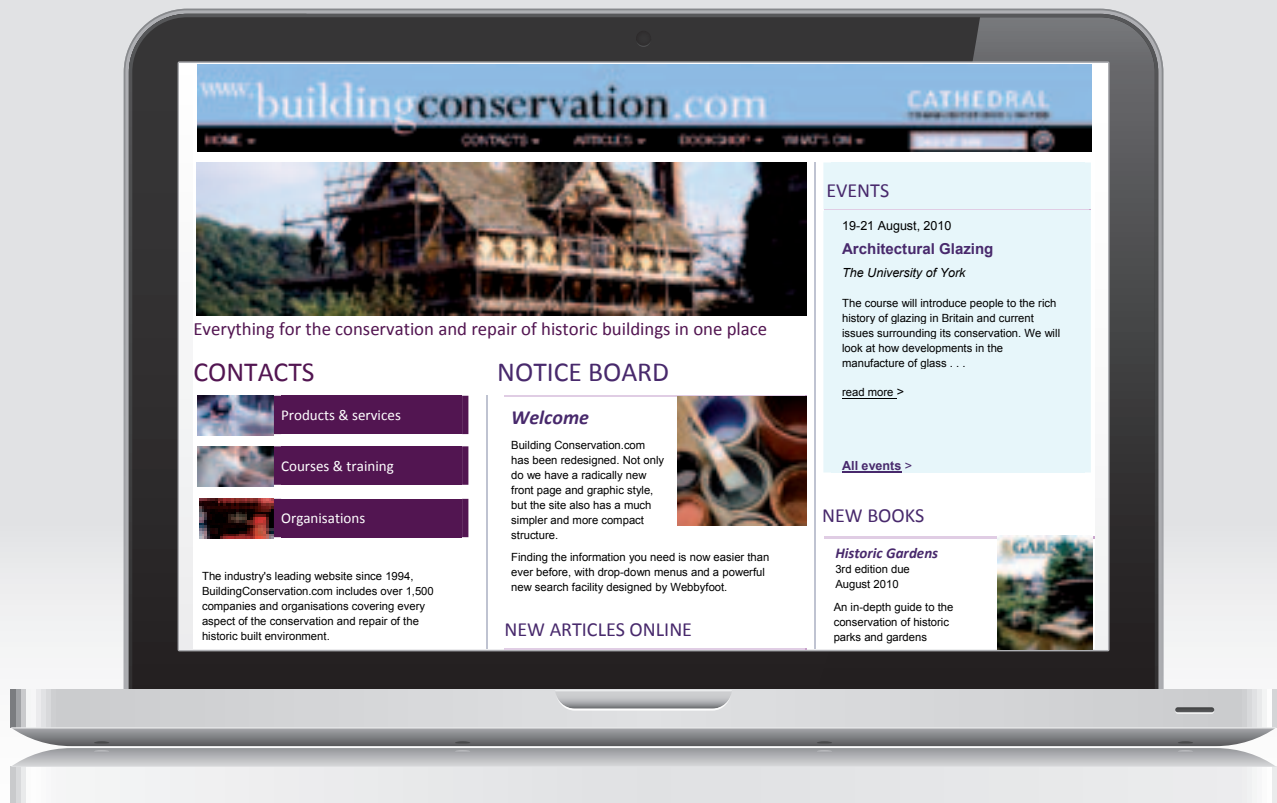 www.buildingconservation.com
CATHEDRAL
COMMUNICATIONS LIMITED
HOME
CONTACTS
ARTICLES
BOOKSHOP
WHAT'S ON
Search site
Everything for the conservation and repair of historic buildings in one place
CONTACTS
Products & services
Courses & training
Organisations
The industry's leading website since 1994,
BuildingConservation.com includes over 1,500
companies and organisations covering every
aspect of the conservation and repair of the
historic built environment.
NOTICE BOARD
Welcome
Building Conservation.com
has been redesigned. Not only
do we have a radically new
front page and graphic style,
but the site also has a much
simpler and more compact
structure.
Finding the information you need is now easier than
ever before, with drop-down menus and a powerful
new search facility designed by Webbyfoot.
NEW ARTICLES ONLINE
EVENTS
19-21 August, 2010
Architectural Glazing
The University of York
The course will introduce people to the rich
history of glazing in Britain and current
issues surrounding its conservation. We will
look at how developments in the
manufacture of glass . . .
read more >
All events >
NEW BOOKS
Historic Gardens
3rd edition due
August 2010
An in-depth guide to the
conservation of historic
parks and gardens
GARDENS